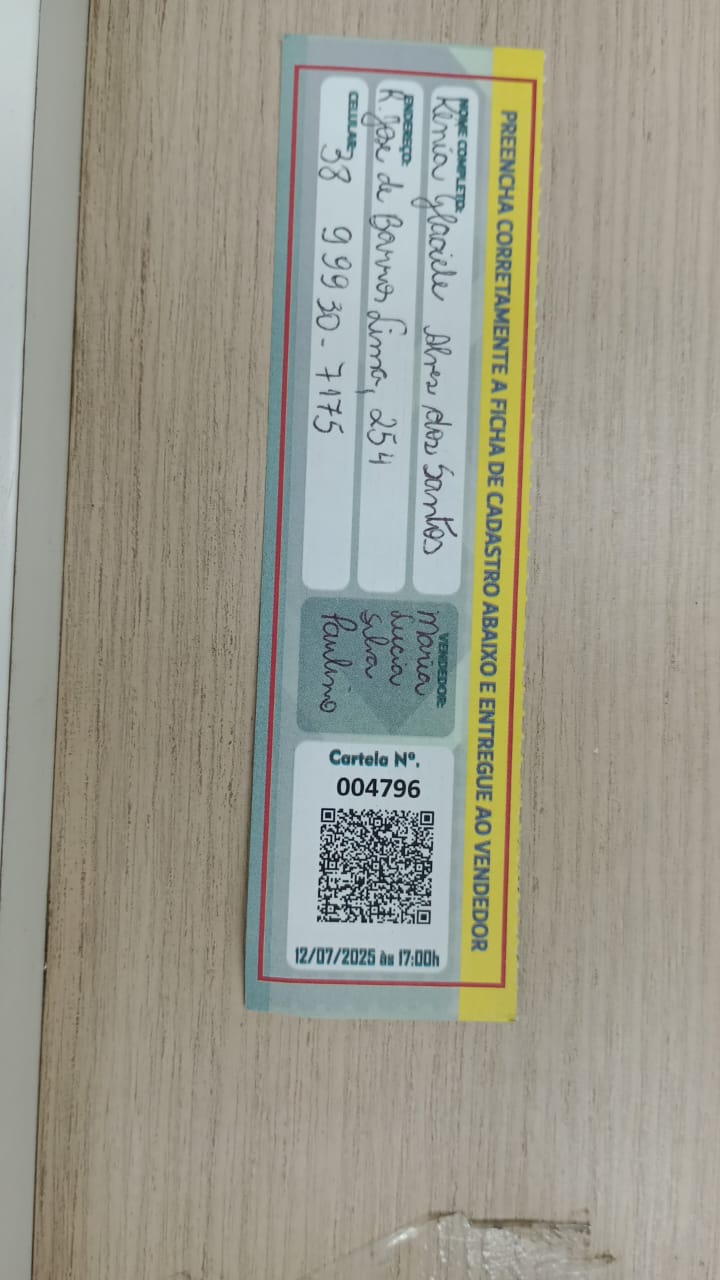 PREENCHA CORRETAMENTE A FICHA DE CADASTRO ABAIXO E ENTREGUE AO VENDEDOR
NOME COMPLETO:
Kênia Glaciele Alves dos Santos
ENDEREÇO:
R. José de Barros Lima, 254
CELULAR:
38 99930-7175
VENDEDOR:
Maria
Lucia
Silva
Paulino
Cartela Nº.
004796
12/07/2025 às 17:00h